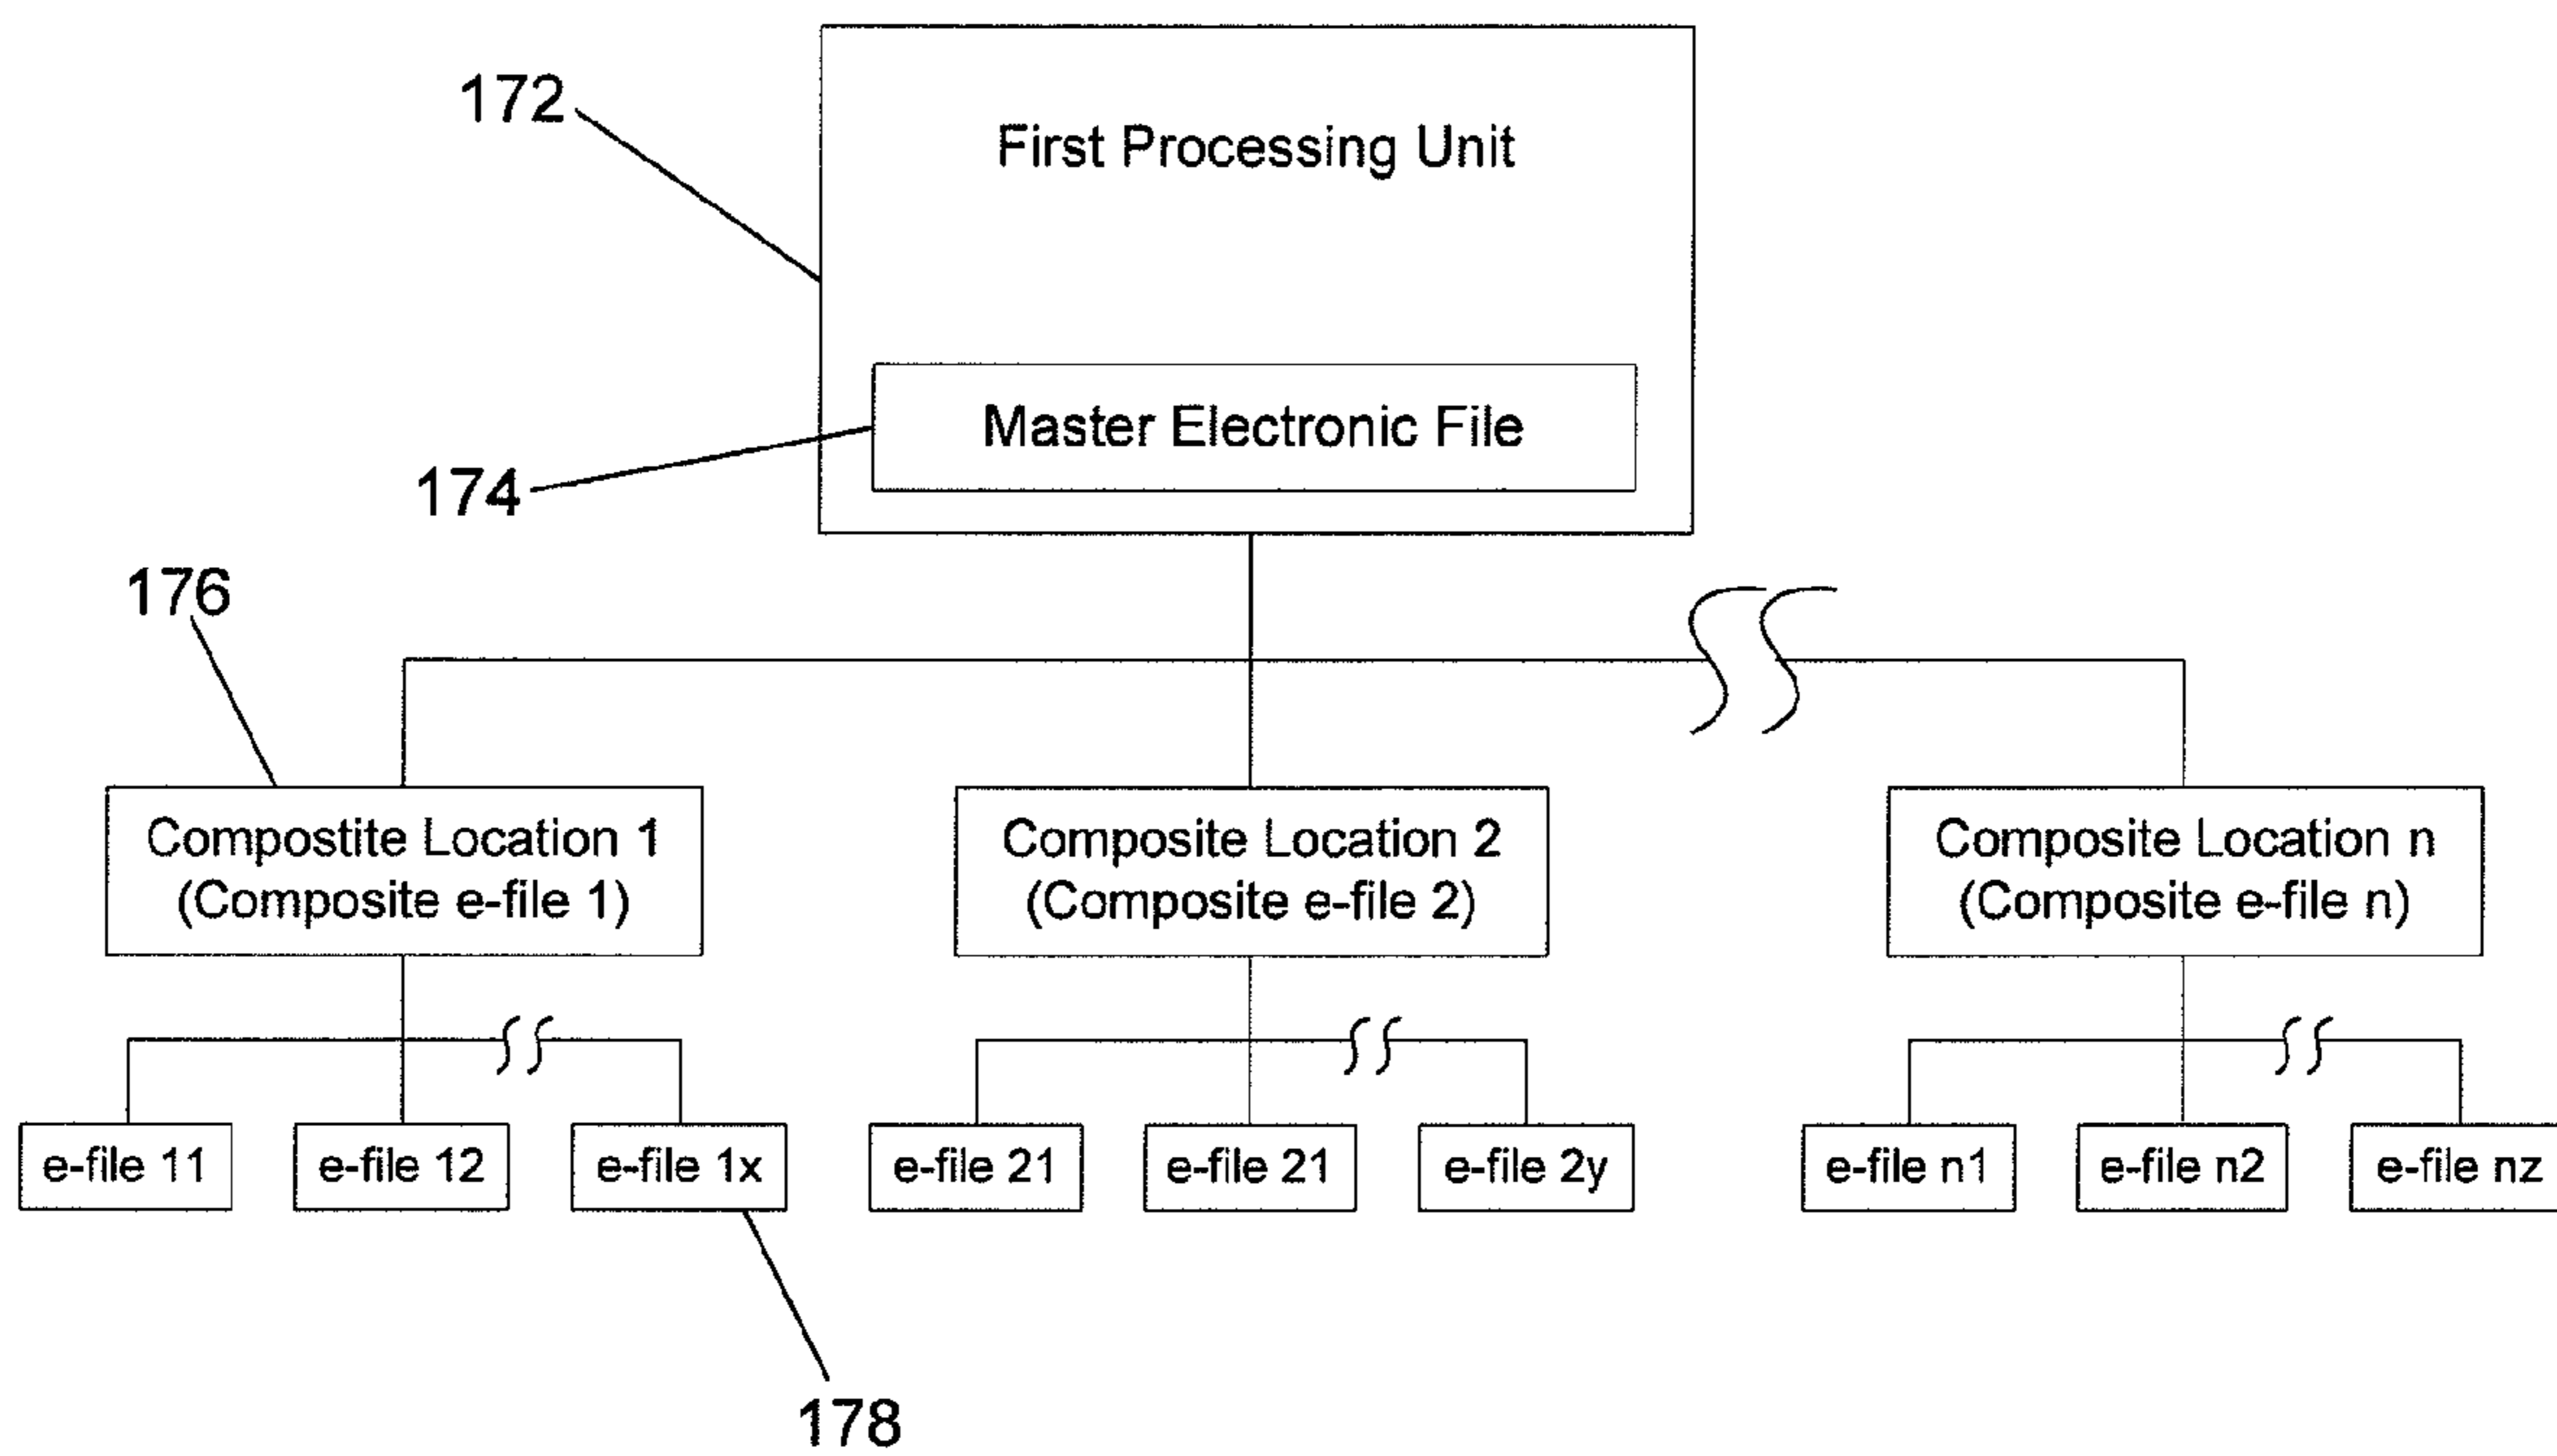 172
First Processing Unit
Master Electronic File
174
176
Compostite Location 1
(Composite e-file 1)
Composite Location 2
(Composite e-file 2)
Composite Location n
(Composite e-file n)
e-file 11
e-file 12
e-file 1x
e-file 21
e-file 21
e-file 2y
e-file n1
e-file n2
e-file nz
178